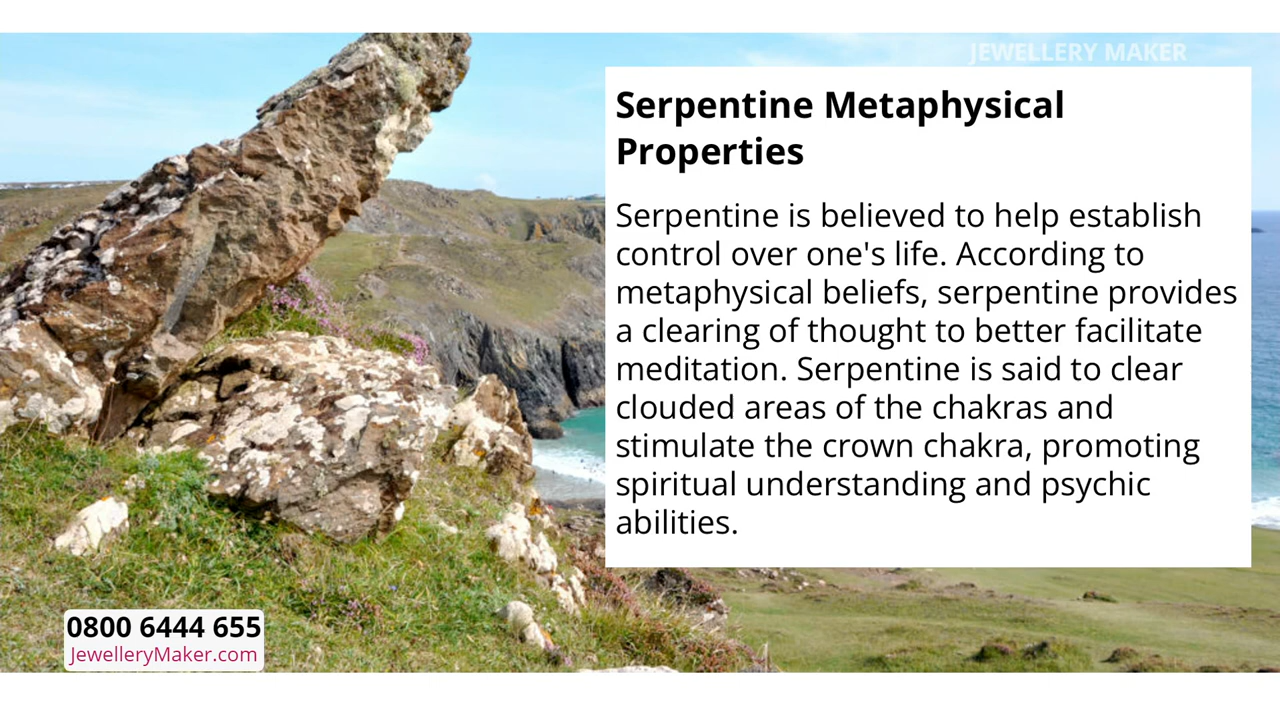 JEWELLERY MAKER
Serpentine Metaphysical
Properties
Serpentine is believed to help establish
control over one's life. According to
metaphysical beliefs, serpentine provides
a clearing of thought to better facilitate
meditation. Serpentine is said to clear
clouded areas of the chakras and
stimulate the crown chakra, promoting
spiritual understanding and psychic
abilities.
0800 6444 655
JewelleryMaker.com